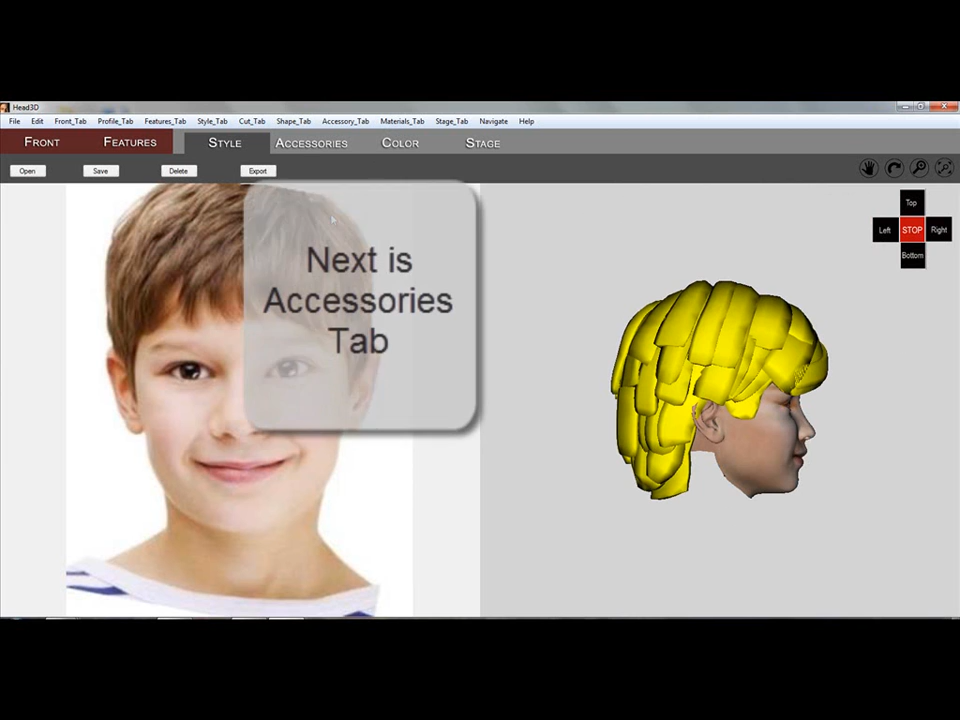 Head3D
File Edit Front_Tab Profile_Tab Features_Tab Style_Tab Cut_Tab Shape_Tab Accessory_Tab Materials_Tab Stage_Tab Navigate Help
FRONT FEATURES STYLE ACCESSORIES COLOR STAGE
Open Save Delete Export
Top
Left STOP Right
Bottom
Next is
Accessories
Tab